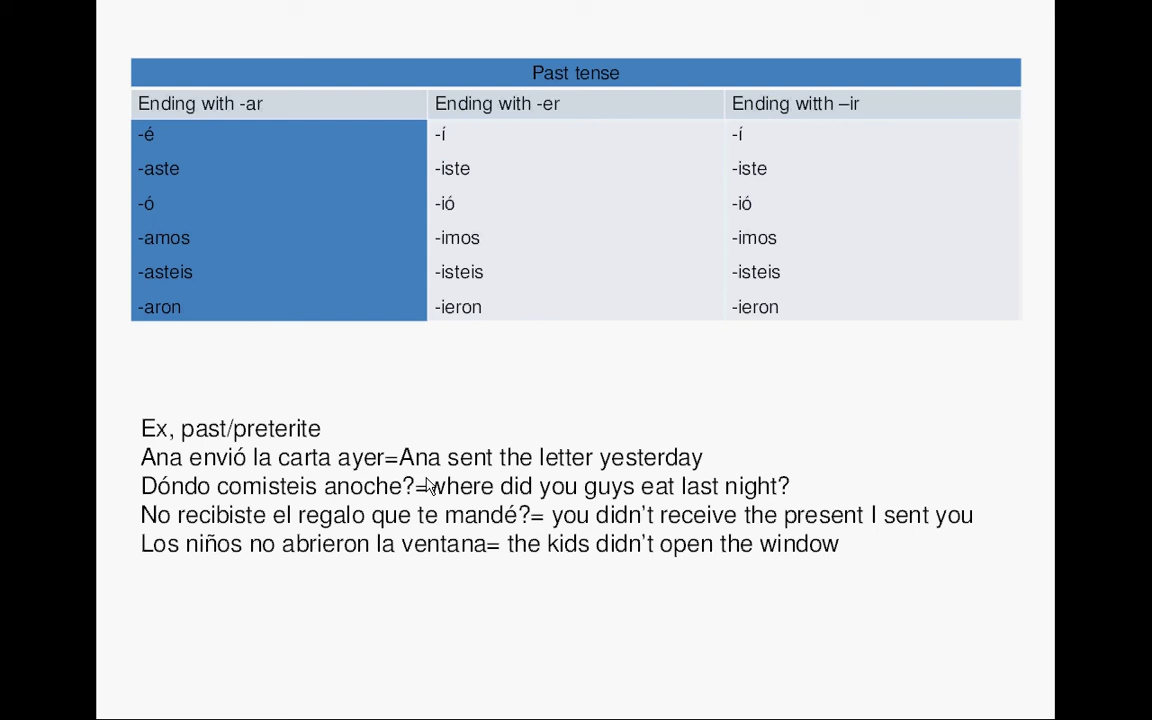 Past tense
Ending with -ar Ending with -er Ending witth –ir
-é -í -í
-aste -iste -iste
-ó -ió -ió
-amos -imos -imos
-asteis -isteis -isteis
-aron -ieron -ieron
Ex, past/preterite
Ana envió la carta ayer=Ana sent the letter yesterday
Dóndo comisteis anoche?=where did you guys eat last night?
No recibiste el regalo que te mandé?= you didn’t receive the present I sent you
Los niños no abrieron la ventana= the kids didn’t open the window